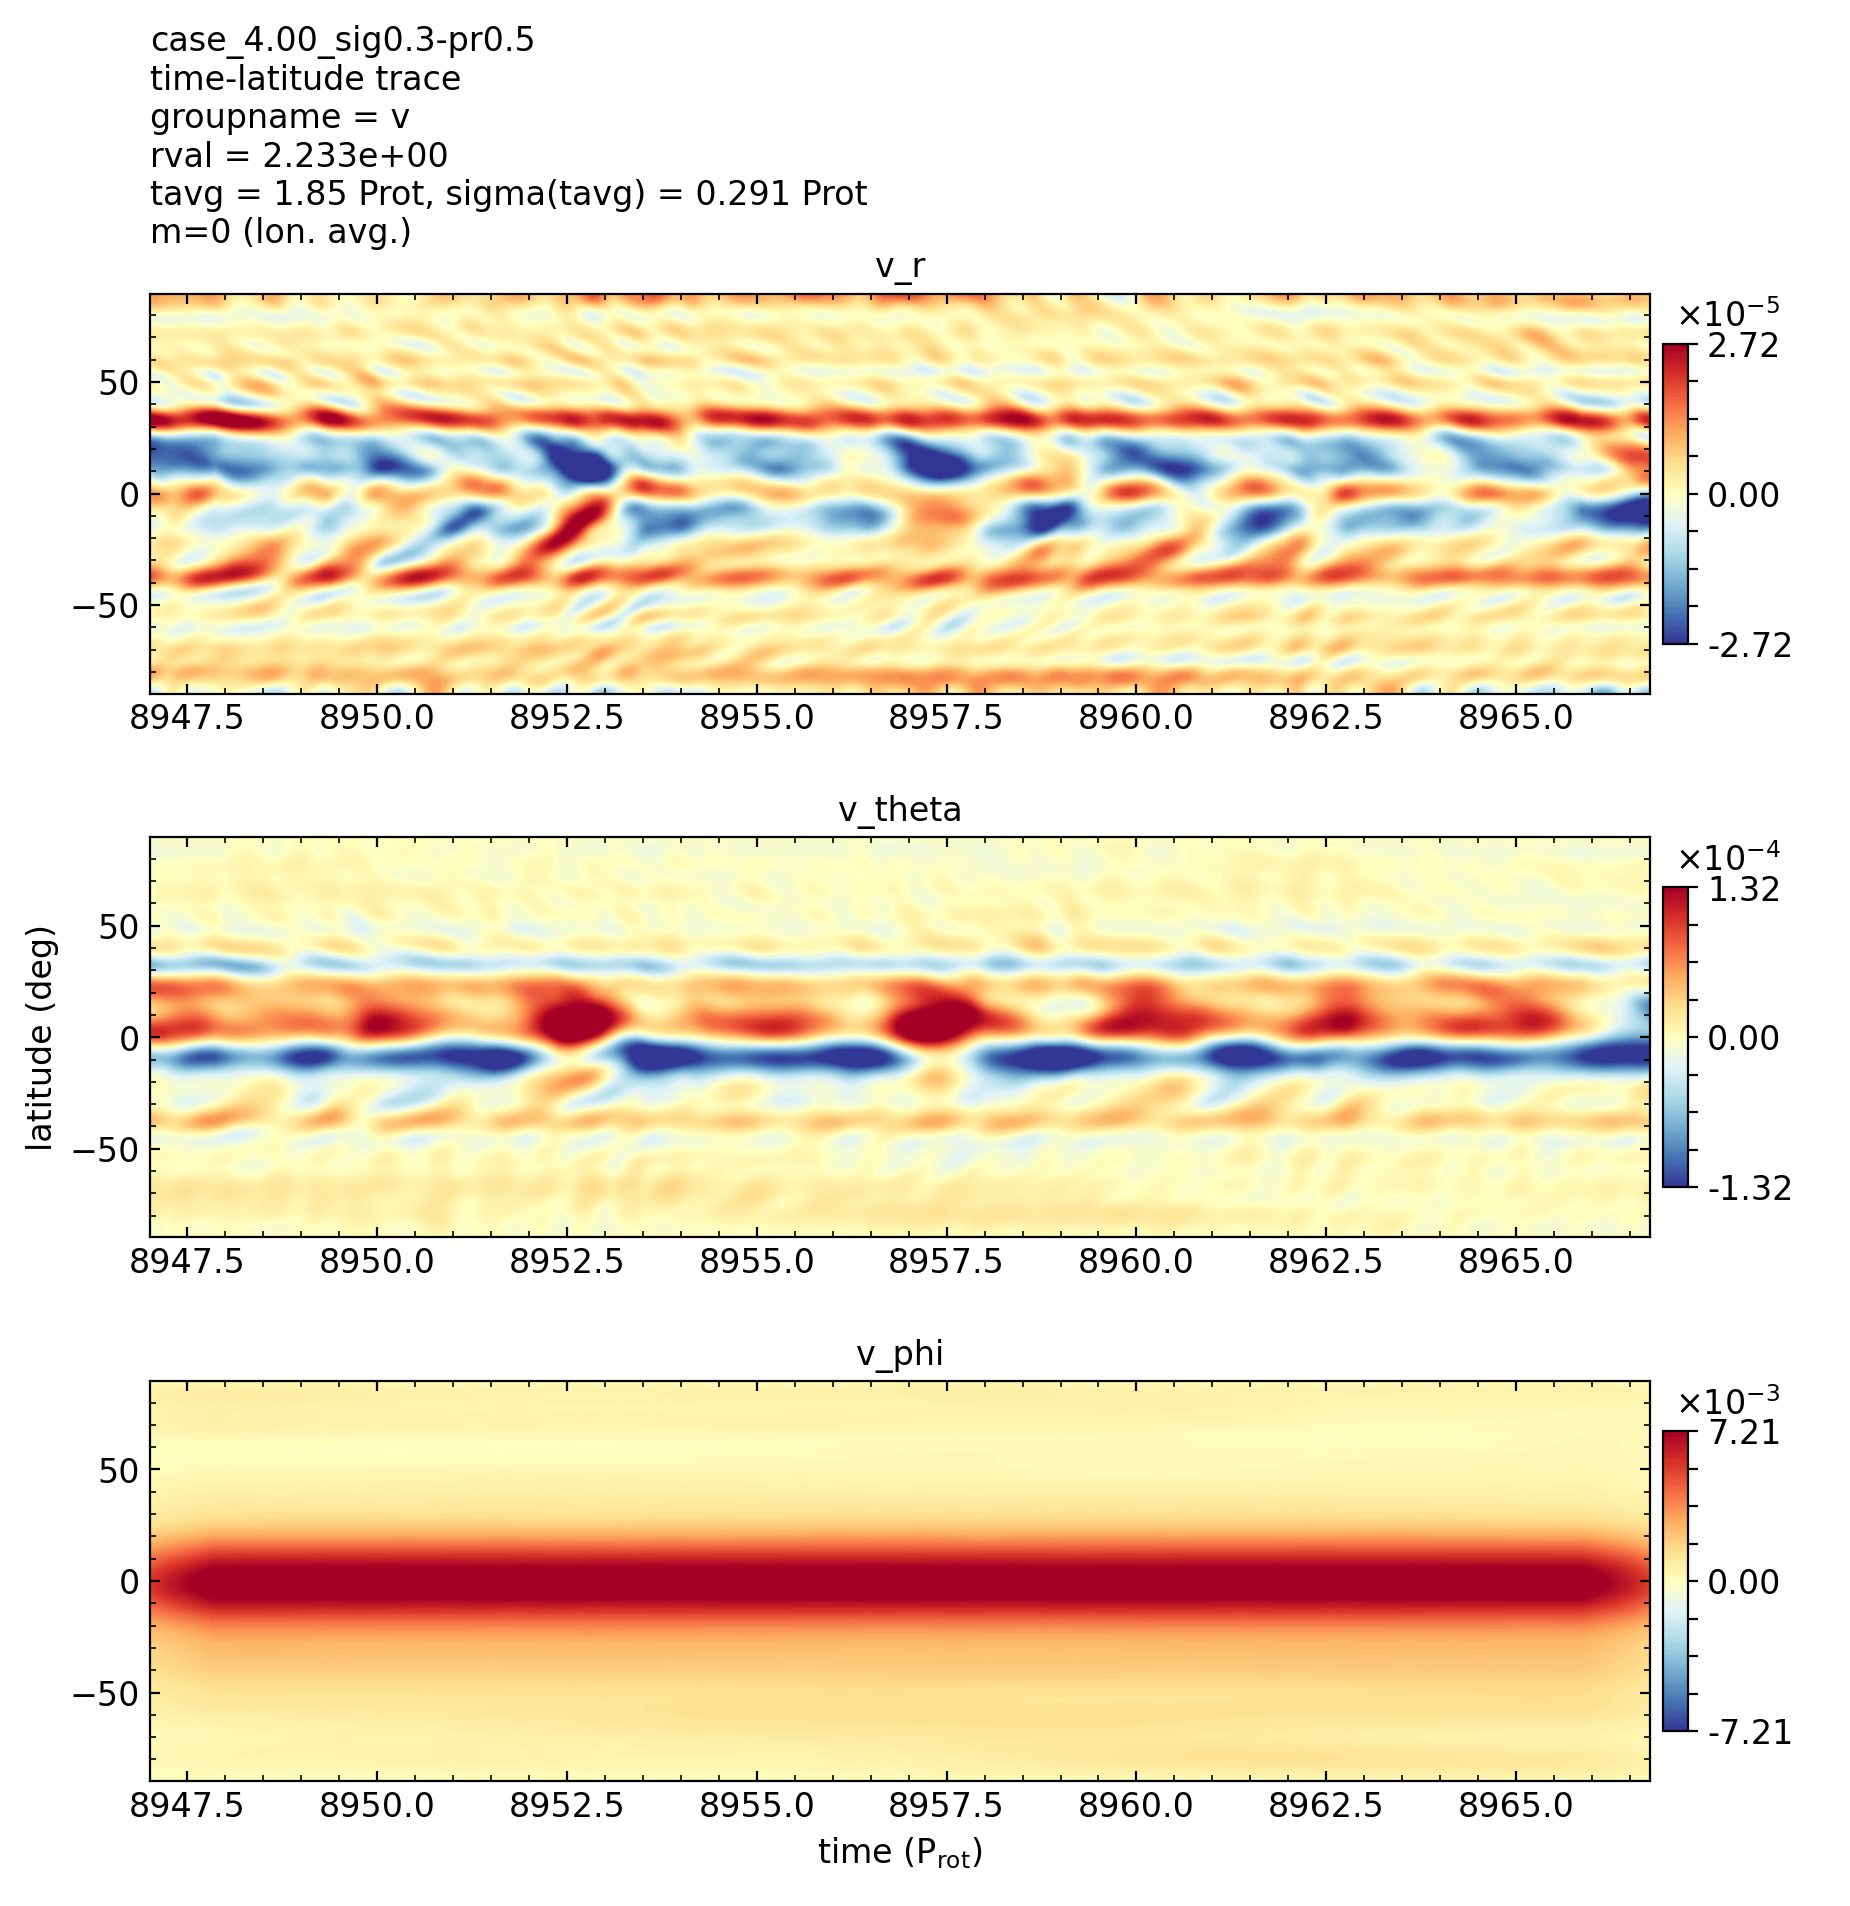 case_4.00_sig0.3-pr0.5
time-latitude trace
groupname = v
rval = 2.233e+00
tavg = 1.85 Prot, sigma(tavg) = 0.291 Prot
m=0 (lon. avg.)
v_r
×10⁻⁵
2.72
0.00
-2.72
50
0
−50
8947.5 8950.0 8952.5 8955.0 8957.5 8960.0 8962.5 8965.0
v_theta
×10⁻⁴
1.32
0.00
-1.32
50
0
−50
latitude (deg)
8947.5 8950.0 8952.5 8955.0 8957.5 8960.0 8962.5 8965.0
v_phi
×10⁻³
7.21
0.00
-7.21
50
0
−50
8947.5 8950.0 8952.5 8955.0 8957.5 8960.0 8962.5 8965.0
time (P_rot)